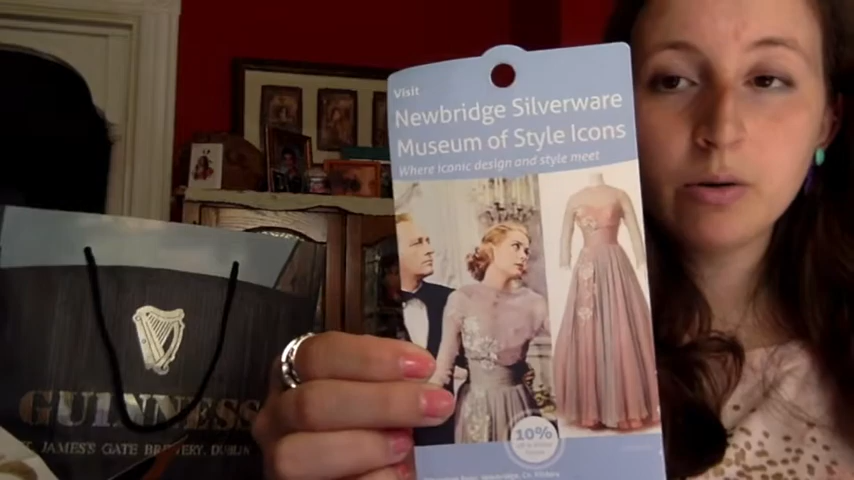 Visit
Newbridge Silverware
Museum of Style Icons
Where iconic design and style meet
10%
GUINNESS
ST. JAMES'S GATE BREWERY, DUBLIN